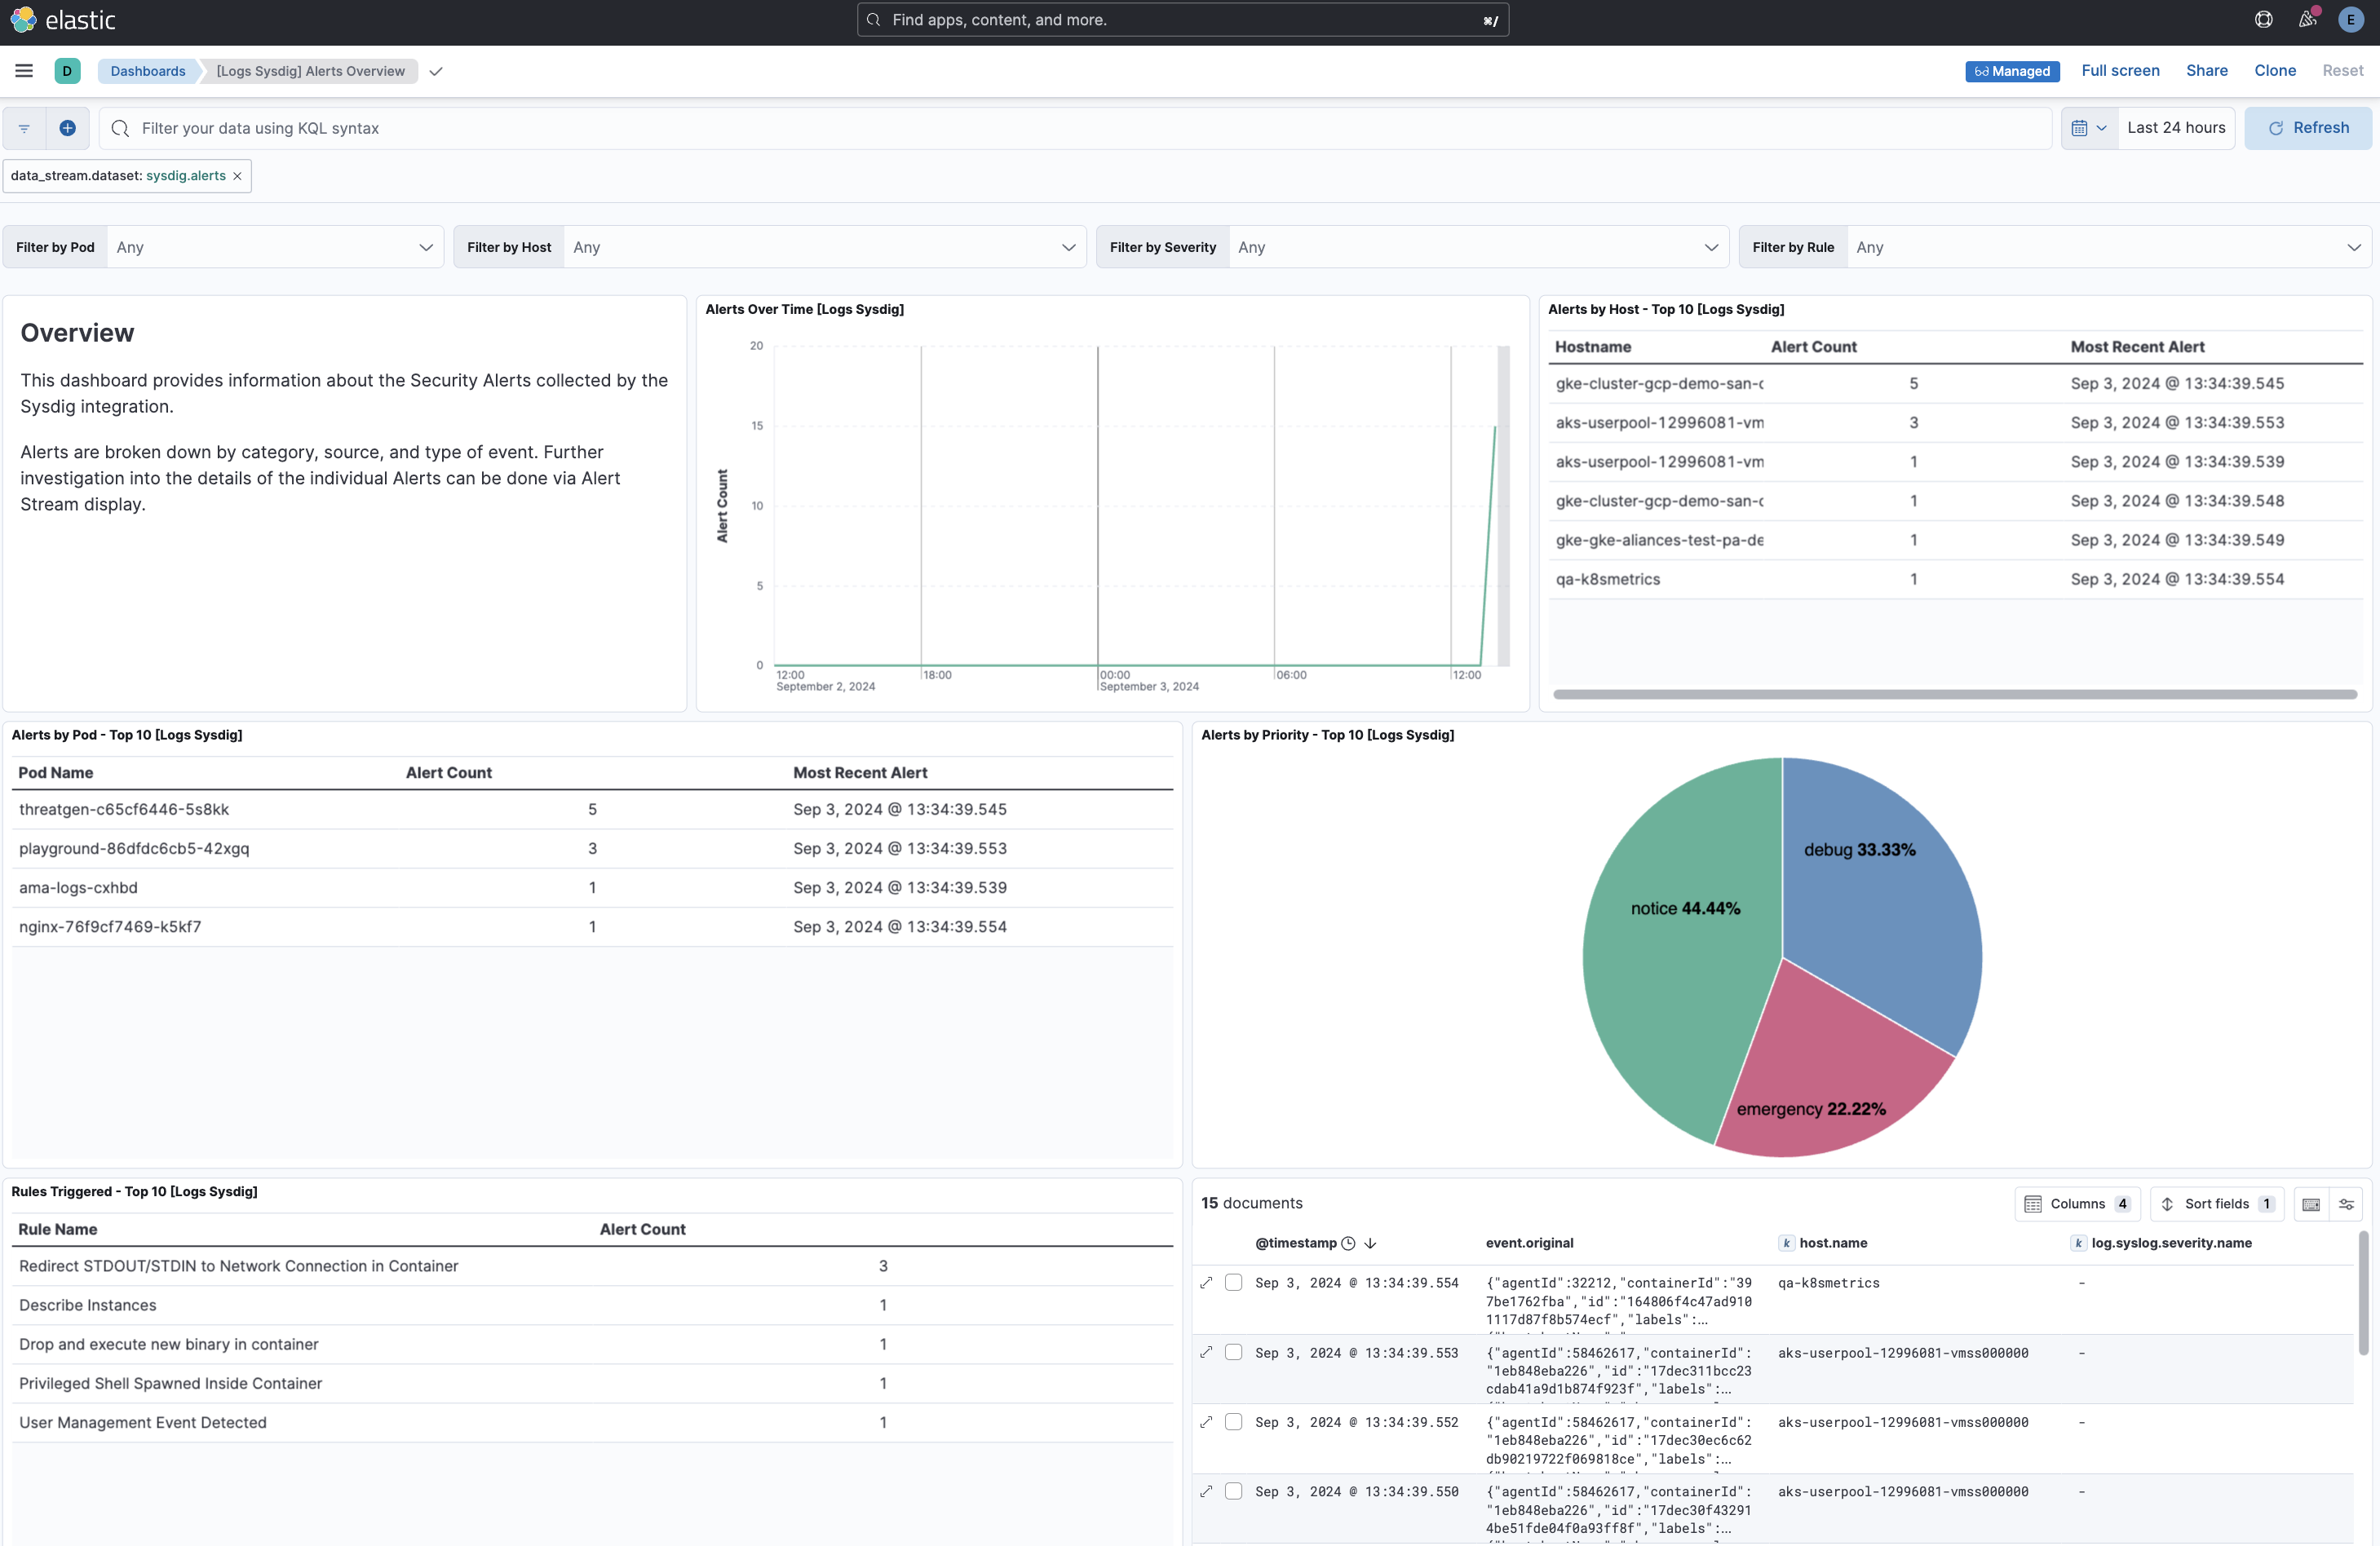 elastic
Find apps, content, and more.
⌘/
E
D
Dashboards
[Logs Sysdig] Alerts Overview
Managed
Full screen
Share
Clone
Reset
Filter your data using KQL syntax
Last 24 hours
Refresh
data_stream.dataset: sysdig.alerts ×
Filter by Pod Any
Filter by Host Any
Filter by Severity Any
Filter by Rule Any
Overview
This dashboard provides information about the Security Alerts collected by the
Sysdig integration.
Alerts are broken down by category, source, and type of event. Further
investigation into the details of the individual Alerts can be done via Alert
Stream display.
Alerts Over Time [Logs Sysdig]
Alert Count
20
15
10
5
0
12:00
September 2, 2024
18:00
00:00
September 3, 2024
06:00
12:00
Alerts by Host - Top 10 [Logs Sysdig]
Hostname Alert Count Most Recent Alert
gke-cluster-gcp-demo-san-c 5 Sep 3, 2024 @ 13:34:39.545
aks-userpool-12996081-vm 3 Sep 3, 2024 @ 13:34:39.553
aks-userpool-12996081-vm 1 Sep 3, 2024 @ 13:34:39.539
gke-cluster-gcp-demo-san-c 1 Sep 3, 2024 @ 13:34:39.548
gke-gke-aliances-test-pa-de 1 Sep 3, 2024 @ 13:34:39.549
qa-k8smetrics 1 Sep 3, 2024 @ 13:34:39.554
Alerts by Pod - Top 10 [Logs Sysdig]
Pod Name Alert Count Most Recent Alert
threatgen-c65cf6446-5s8kk 5 Sep 3, 2024 @ 13:34:39.545
playground-86dfdc6cb5-42xgq 3 Sep 3, 2024 @ 13:34:39.553
ama-logs-cxhbd 1 Sep 3, 2024 @ 13:34:39.539
nginx-76f9cf7469-k5kf7 1 Sep 3, 2024 @ 13:34:39.554
Alerts by Priority - Top 10 [Logs Sysdig]
debug 33.33%
notice 44.44%
emergency 22.22%
Rules Triggered - Top 10 [Logs Sysdig]
Rule Name Alert Count
Redirect STDOUT/STDIN to Network Connection in Container 3
Describe Instances 1
Drop and execute new binary in container 1
Privileged Shell Spawned Inside Container 1
User Management Event Detected 1
15 documents
Columns 4
Sort fields 1
@timestamp event.original k host.name k log.syslog.severity.name
Sep 3, 2024 @ 13:34:39.554 {"agentId":32212,"containerId":"39 qa-k8smetrics -
7be1762fba","id":"164806f4c47ad910
1117d87f8b574ecf","labels":…
Sep 3, 2024 @ 13:34:39.553 {"agentId":58462617,"containerId": aks-userpool-12996081-vmss000000 -
"1eb848eba226","id":"17dec311bcc23
cdab41a9d1b874f923f","labels":…
Sep 3, 2024 @ 13:34:39.552 {"agentId":58462617,"containerId": aks-userpool-12996081-vmss000000 -
"1eb848eba226","id":"17dec30ec6c62
db90219722f069818ce","labels":…
Sep 3, 2024 @ 13:34:39.550 {"agentId":58462617,"containerId": aks-userpool-12996081-vmss000000 -
"1eb848eba226","id":"17dec30f43291
4be51fde04f0a93ff8f","labels":…